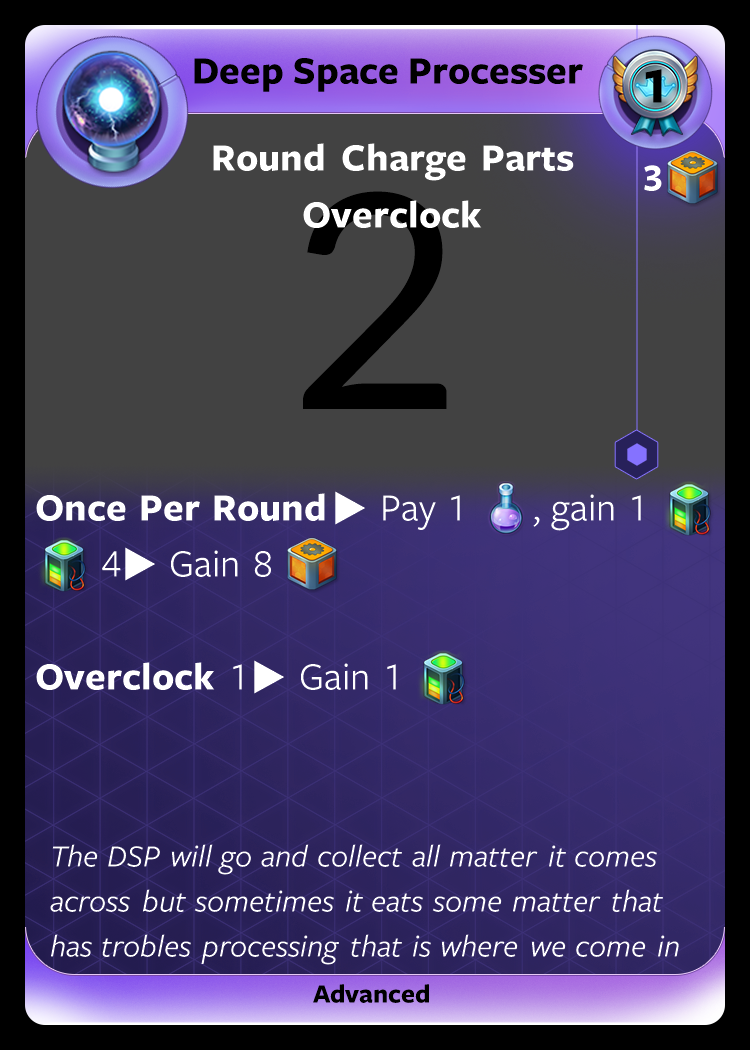 Deep Space Processer
1
Round Charge Parts
3
Overclock
2
Once Per Round▶ Pay 1 , gain 1
4▶ Gain 8
Overclock 1▶ Gain 1
The DSP will go and collect all matter it comes
across but sometimes it eats some matter that
has trobles processing that is where we come in
Advanced